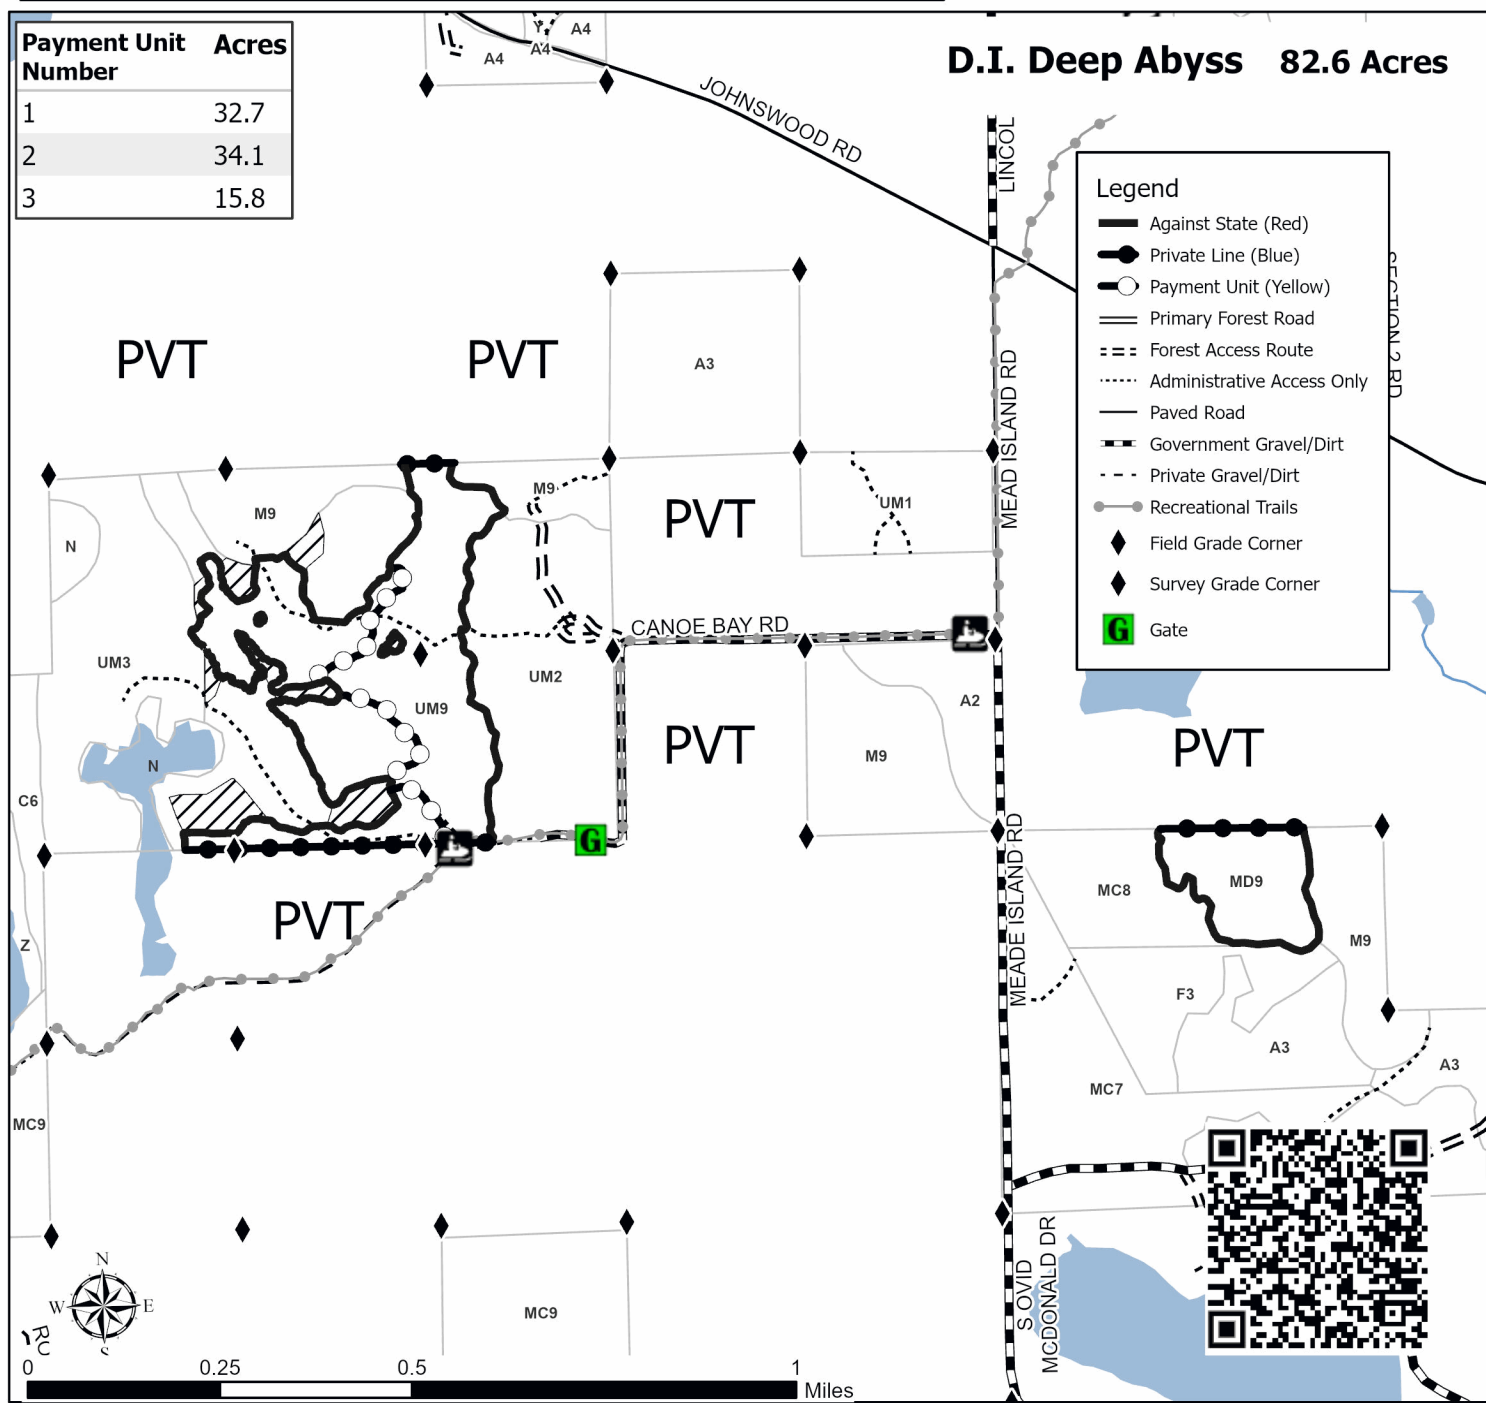 Payment Unit Number Acres
1 32.7
2 34.1
3 15.8
D.I. Deep Abyss 82.6 Acres
A4
Y
A4
A4
JOHNSWOOD RD
LINCOL
Legend
Against State (Red)
Private Line (Blue)
Payment Unit (Yellow)
Primary Forest Road
Forest Access Route
Administrative Access Only
Paved Road
Government Gravel/Dirt
Private Gravel/Dirt
Recreational Trails
Field Grade Corner
Survey Grade Corner
G Gate
SECTION 2 RD
PVT
PVT
A3
MEAD ISLAND RD
M9
M9
PVT
UM1
N
CANOE BAY RD
UM3
UM2
UM9
A2
PVT
M9
PVT
N
C6
G
MEADE ISLAND RD
MC8
MD9
M9
PVT
Z
F3
A3
A3
MC7
MC9
MC9
S OVID
MCDONALD DR
N
W E
S
RC
0 0.25 0.5 1 Miles